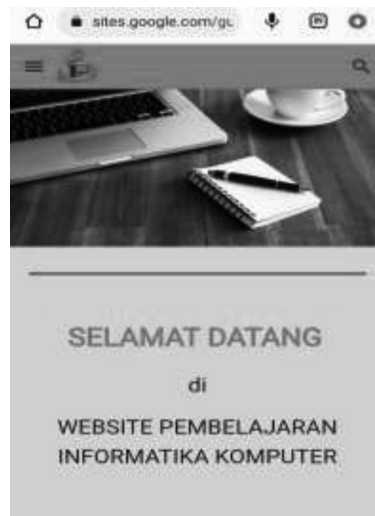 sites.google.com/gu
SELAMAT DATANG
di
WEBSITE PEMBELAJARAN
INFORMATIKA KOMPUTER